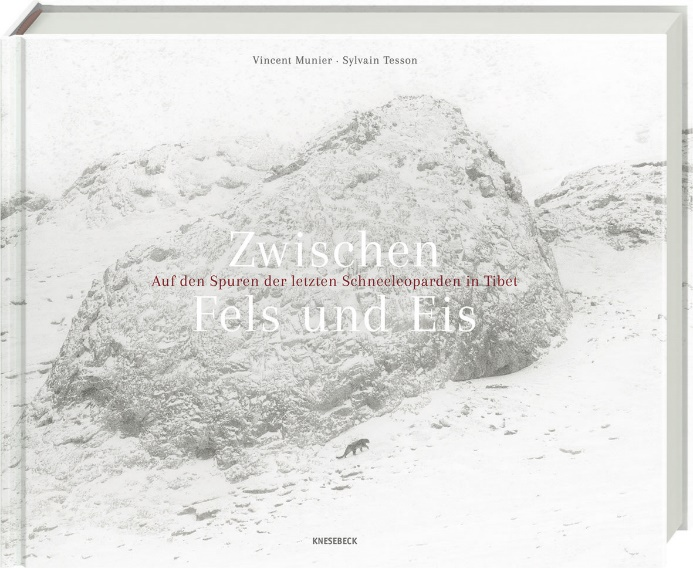 Vincent Munier · Sylvain Tesson
Zwischen
Auf den Spuren der letzten Schneeleoparden in Tibet
Fels und Eis
KNESEBECK